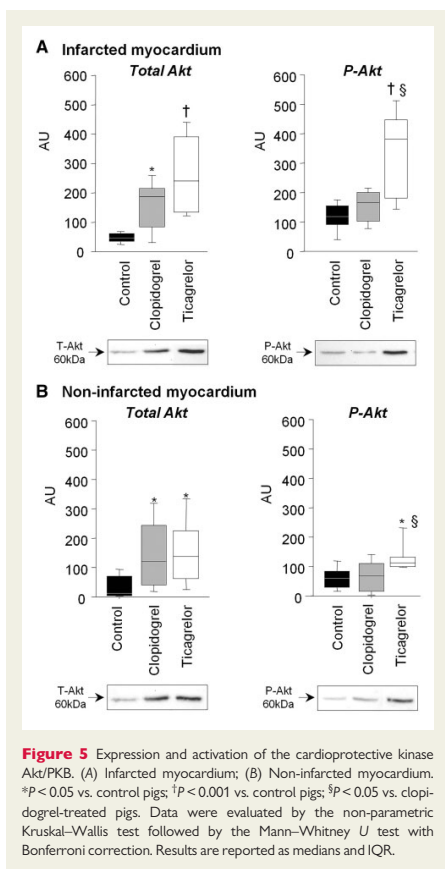 A Infarcted myocardium
Total Akt
P-Akt
600
500
400
300
200
100
0
AU
*
†
Control
Clopidogrel
Ticagrelor
T-Akt
60kDa
600
500
400
300
200
100
0
AU
† §
Control
Clopidogrel
Ticagrelor
P-Akt
60kDa
B Non-infarcted myocardium
Total Akt
P-Akt
600
500
400
300
200
100
0
AU
*
*
Control
Clopidogrel
Ticagrelor
T-Akt
60kDa
600
500
400
300
200
100
0
AU
* §
Control
Clopidogrel
Ticagrelor
P-Akt
60kDa
Figure 5 Expression and activation of the cardioprotective kinase
Akt/PKB. (A) Infarcted myocardium; (B) Non-infarcted myocardium.
*P < 0.05 vs. control pigs; †P < 0.001 vs. control pigs; §P < 0.05 vs. clopi-
dogrel-treated pigs. Data were evaluated by the non-parametric
Kruskal–Wallis test followed by the Mann–Whitney U test with
Bonferroni correction. Results are reported as medians and IQR.